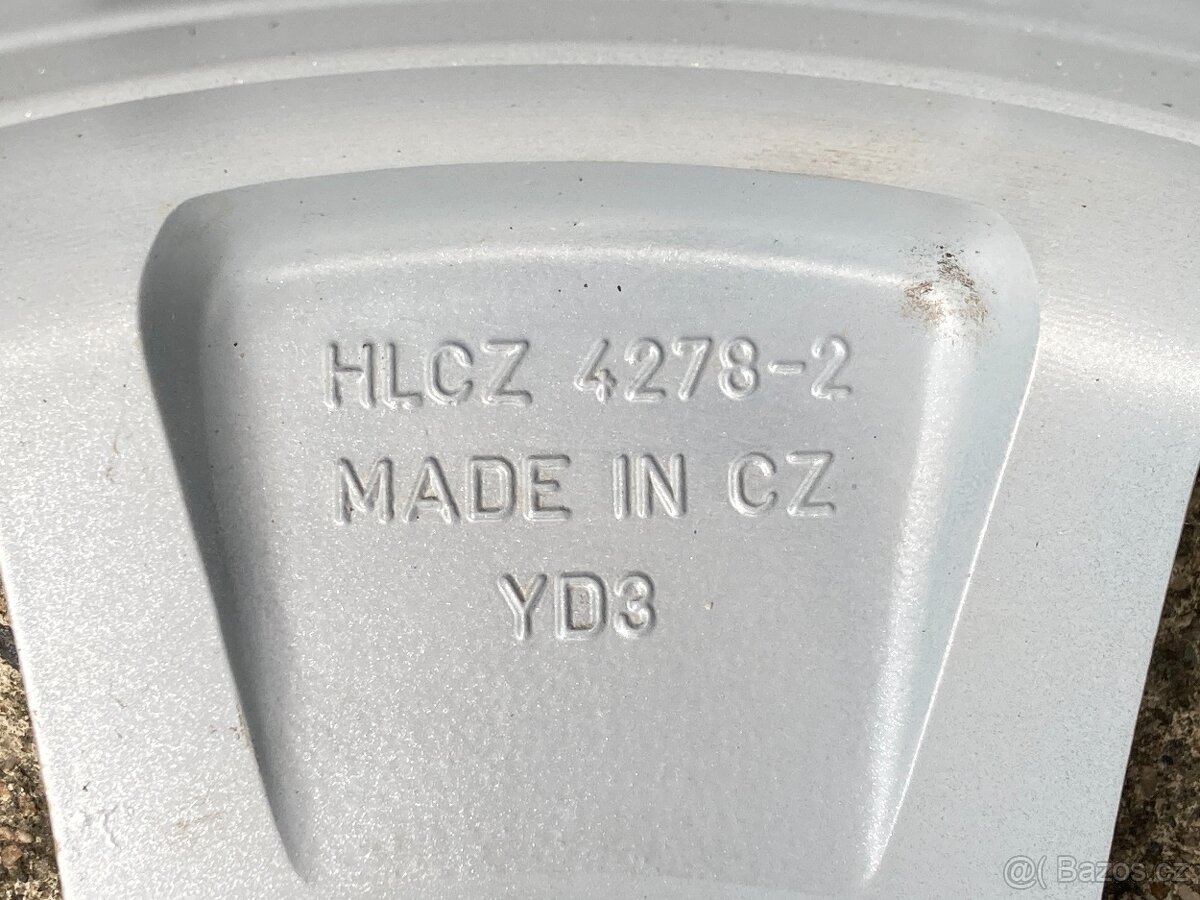 HLCZ 4278-2
MADE IN CZ
YD3
@( Bazos.cz